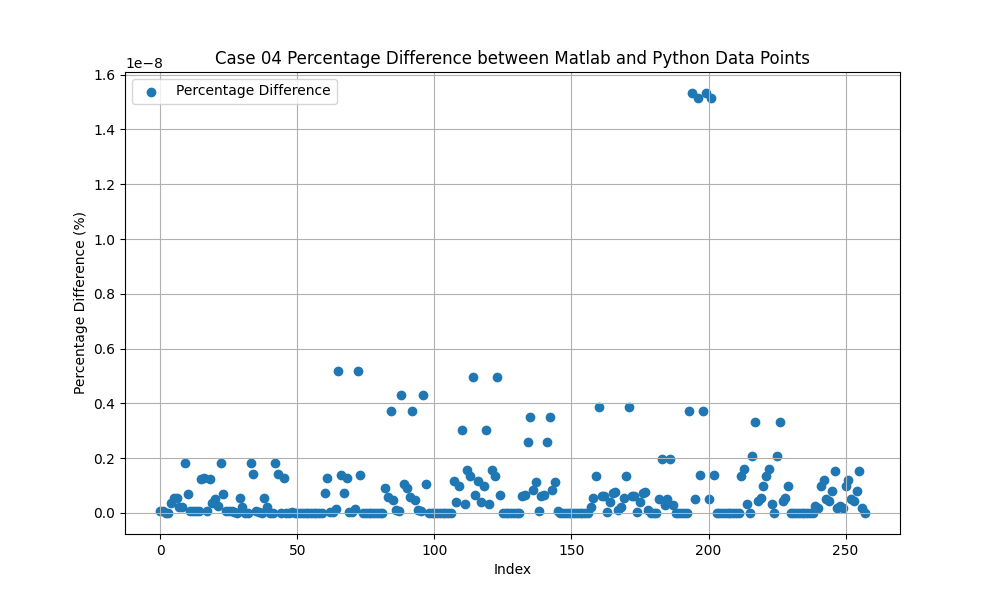 Case 04 Percentage Difference between Matlab and Python Data Points
1e−8
Percentage Difference
1.6
1.4
1.2
1.0
0.8
0.6
0.4
0.2
0.0
Percentage Difference (%)
0 50 100 150 200 250
Index